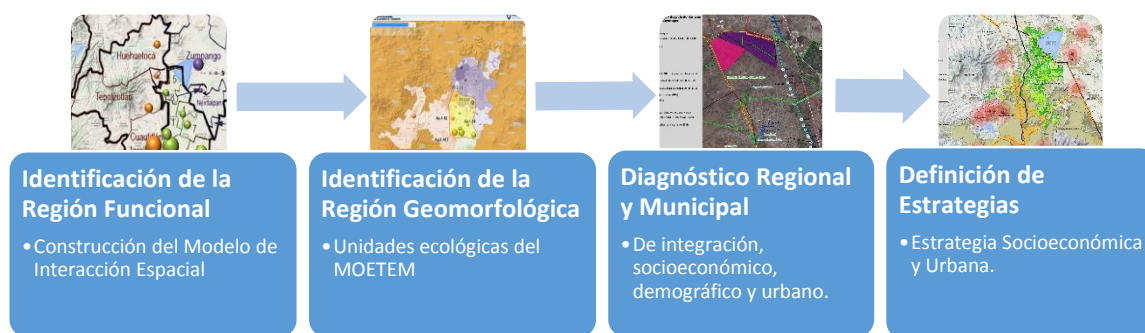 Huehuetoca
Zumpango
Tepotzotlán
Identificación de la
Región Funcional
•Construcción del Modelo de
Interacción Espacial
Identificación de la
Región Geomorfológica
•Unidades ecológicas del
MOETEM
Diagnóstico Regional
y Municipal
•De integración,
socioeconómico,
demográfico y urbano.
Definición de
Estrategias
•Estrategia Socioeconómica
y Urbana.